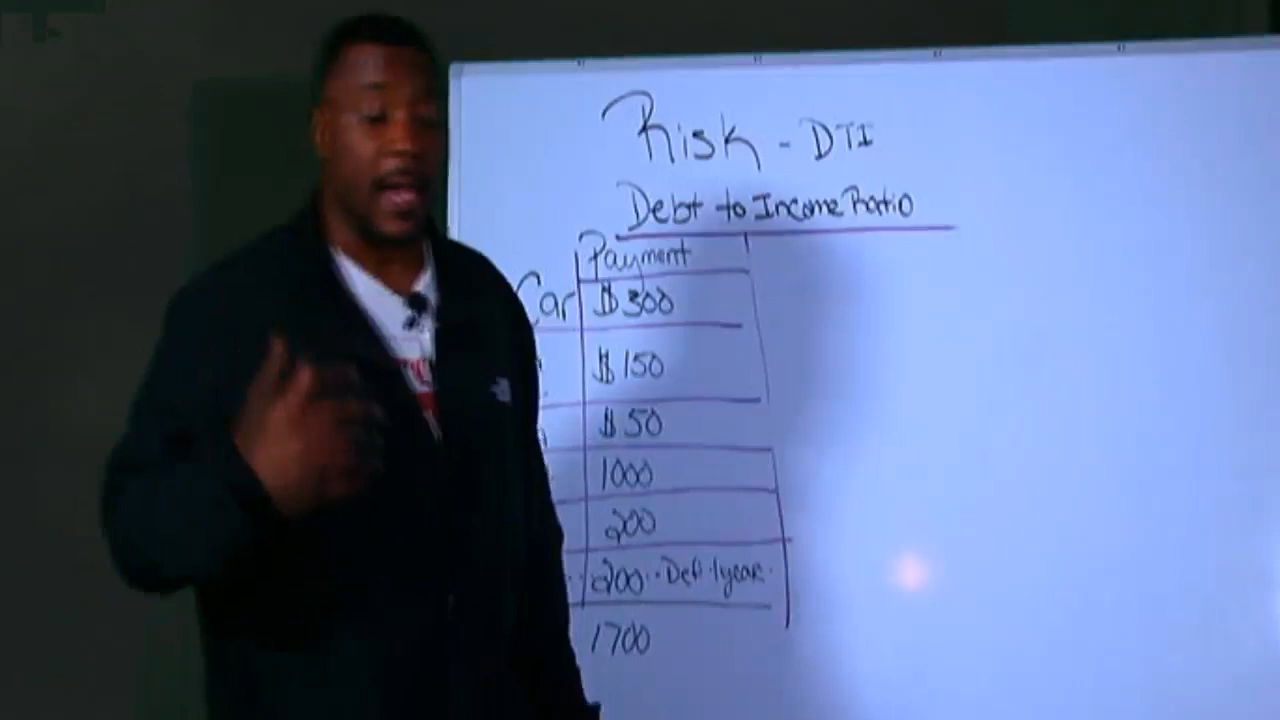 Risk - DTI
Debt to Income Ratio
Payment
Car $300
$150
$50
1000
200
200 Def. 1 year
1700